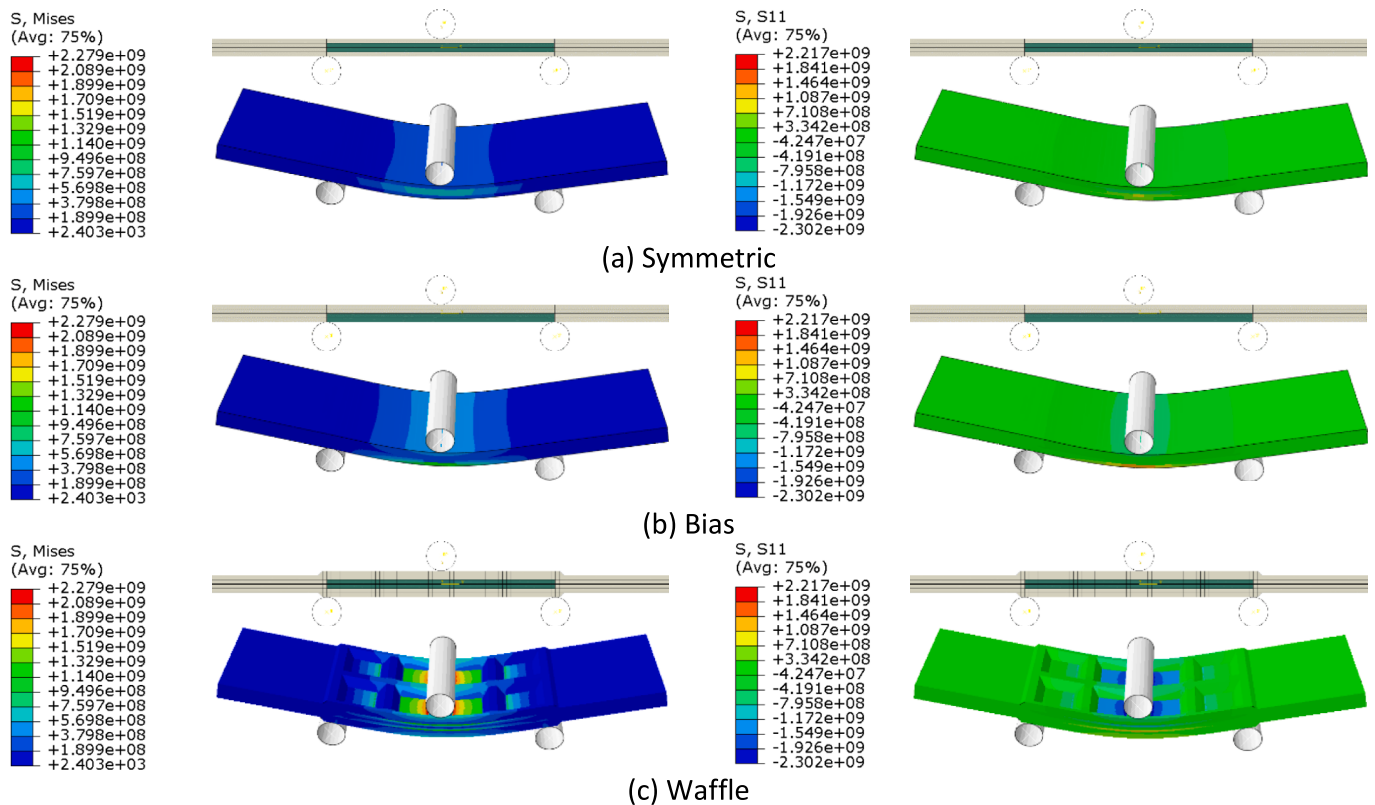 S, Mises
(Avg: 75%)
+2.279e+09
+2.089e+09
+1.899e+09
+1.709e+09
+1.519e+09
+1.329e+09
+1.140e+09
+9.496e+08
+7.597e+08
+5.698e+08
+3.798e+08
+1.899e+08
+2.403e+03
S, S11
(Avg: 75%)
+2.217e+09
+1.841e+09
+1.464e+09
+1.087e+09
+7.108e+08
+3.342e+08
-4.247e+07
-4.191e+08
-7.958e+08
-1.172e+09
-1.549e+09
-1.926e+09
-2.302e+09
(a) Symmetric
S, Mises
(Avg: 75%)
+2.279e+09
+2.089e+09
+1.899e+09
+1.709e+09
+1.519e+09
+1.329e+09
+1.140e+09
+9.496e+08
+7.597e+08
+5.698e+08
+3.798e+08
+1.899e+08
+2.403e+03
S, S11
(Avg: 75%)
+2.217e+09
+1.841e+09
+1.464e+09
+1.087e+09
+7.108e+08
+3.342e+08
-4.247e+07
-4.191e+08
-7.958e+08
-1.172e+09
-1.549e+09
-1.926e+09
-2.302e+09
(b) Bias
S, Mises
(Avg: 75%)
+2.279e+09
+2.089e+09
+1.899e+09
+1.709e+09
+1.519e+09
+1.329e+09
+1.140e+09
+9.496e+08
+7.597e+08
+5.698e+08
+3.798e+08
+1.899e+08
+2.403e+03
S, S11
(Avg: 75%)
+2.217e+09
+1.841e+09
+1.464e+09
+1.087e+09
+7.108e+08
+3.342e+08
-4.247e+07
-4.191e+08
-7.958e+08
-1.172e+09
-1.549e+09
-1.926e+09
-2.302e+09
(c) Waffle